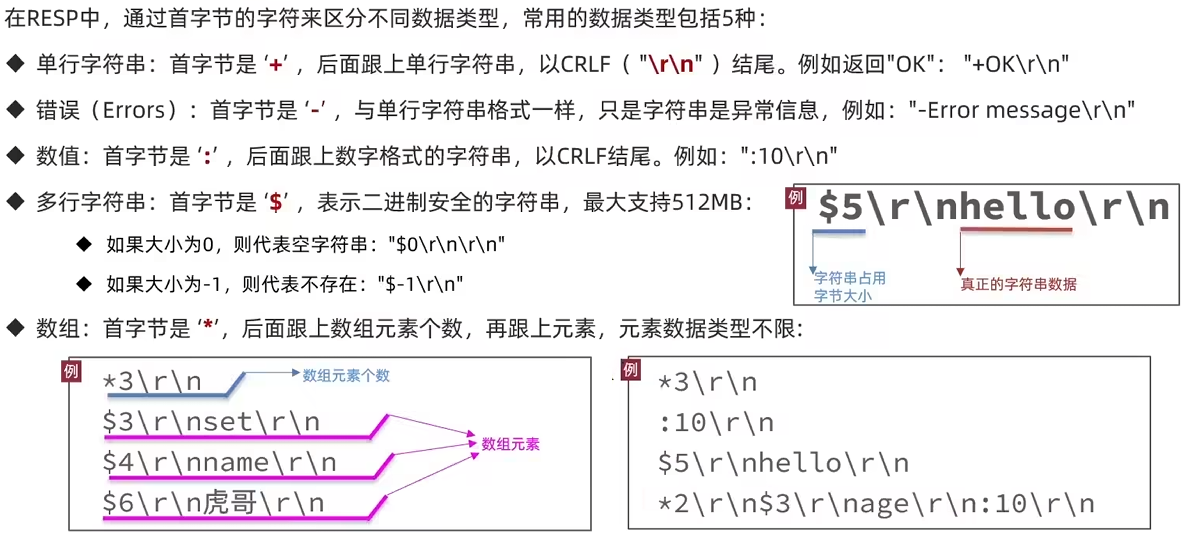 在RESP中，通过首字节的字符来区分不同数据类型，常用的数据类型包括5种：
◆ 单行字符串：首字节是 ‘+’ ，后面跟上单行字符串，以CRLF（ "\r\n" ）结尾。例如返回"OK"： "+OK\r\n"
◆ 错误（Errors）：首字节是 ‘-’ ，与单行字符串格式一样，只是字符串是异常信息，例如："-Error message\r\n"
◆ 数值：首字节是 ‘:’ ，后面跟上数字格式的字符串，以CRLF结尾。例如：":10\r\n"
◆ 多行字符串：首字节是 ‘$’ ，表示二进制安全的字符串，最大支持512MB：
◆ 如果大小为0，则代表空字符串："$0\r\n\r\n"
◆ 如果大小为-1，则代表不存在："$-1\r\n"
例
$5\r\nhello\r\n
字符串占用
字节大小
真正的字符串数据
◆ 数组：首字节是 ‘*’，后面跟上数组元素个数，再跟上元素，元素数据类型不限：
例
*3\r\n
数组元素个数
$3\r\nset\r\n
$4\r\nname\r\n
$6\r\n虎哥\r\n
数组元素
例
*3\r\n
:10\r\n
$5\r\nhello\r\n
*2\r\n$3\r\nage\r\n:10\r\n